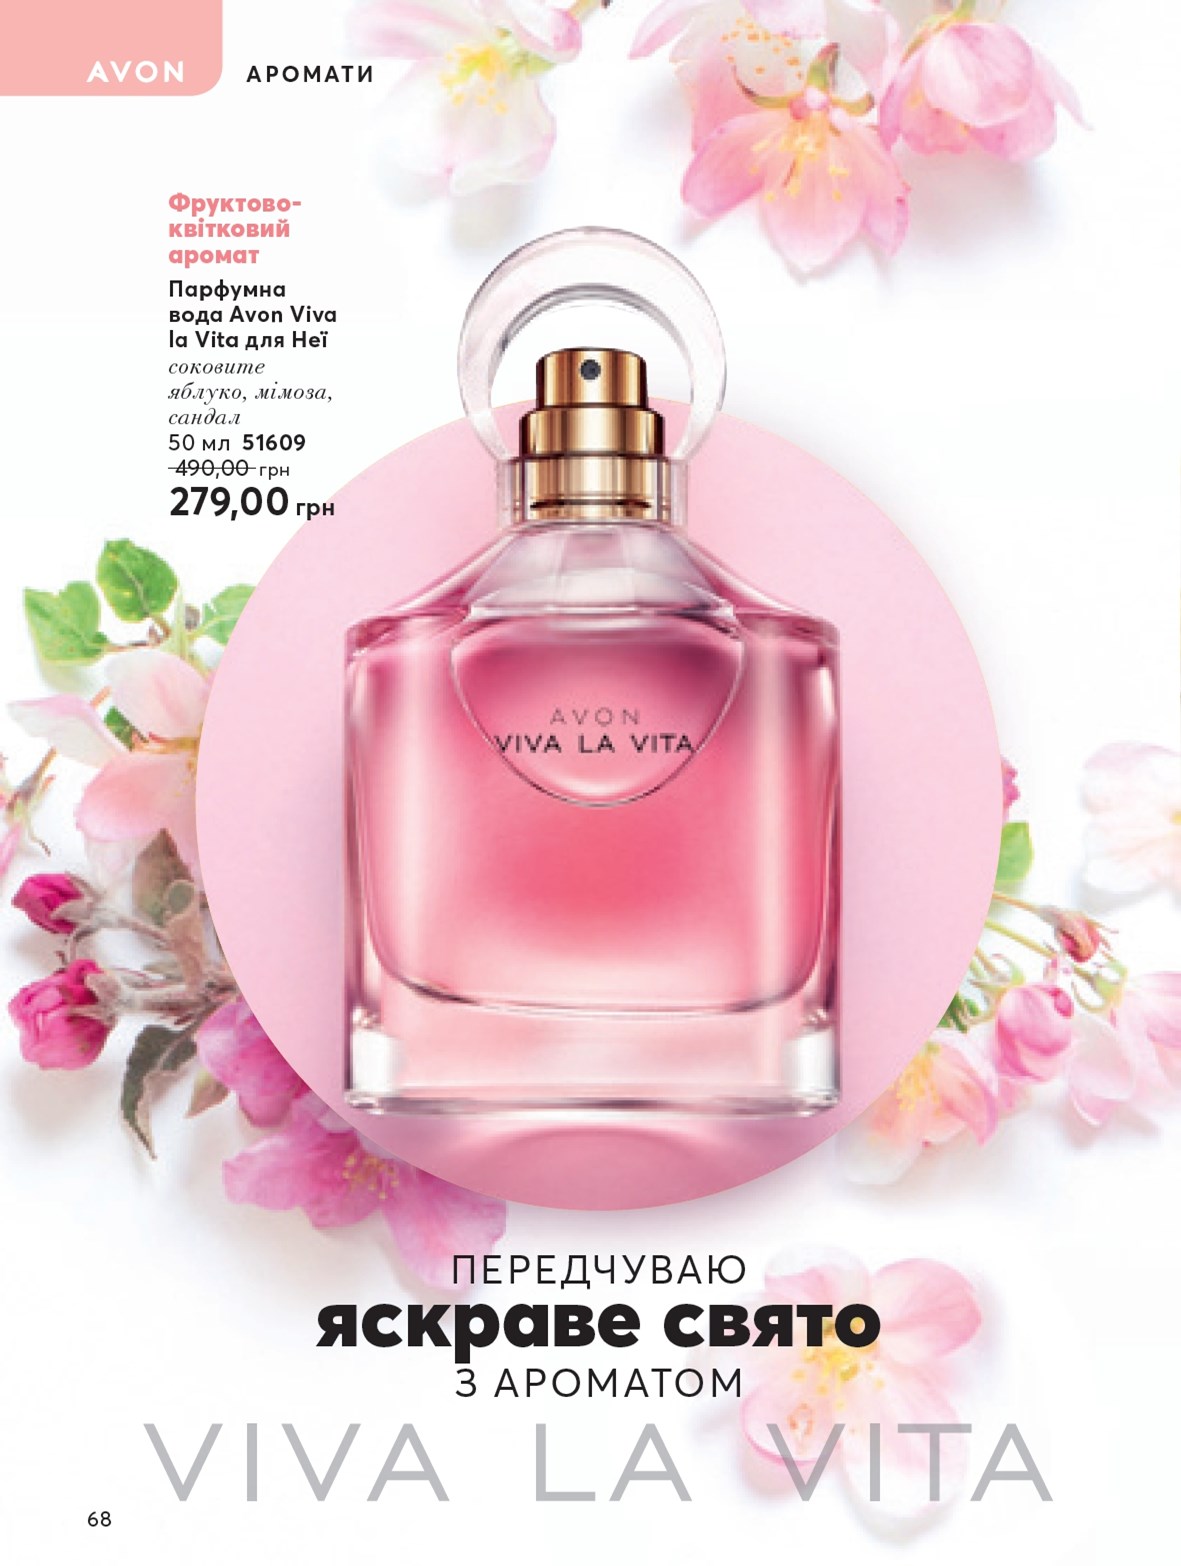 AVON
АРОМАТИ
Фруктово-
квітковий
аромат
Парфумна
вода Avon Viva
la Vita для Неї
соковите
яблуко, мімоза,
сандал
50 мл 51609
490,00 грн
279,00 грн
AVON
VIVA LA VITA
ПЕРЕДЧУВАЮ
яскраве свято
З АРОМАТОМ
VIVA LA VITA
68